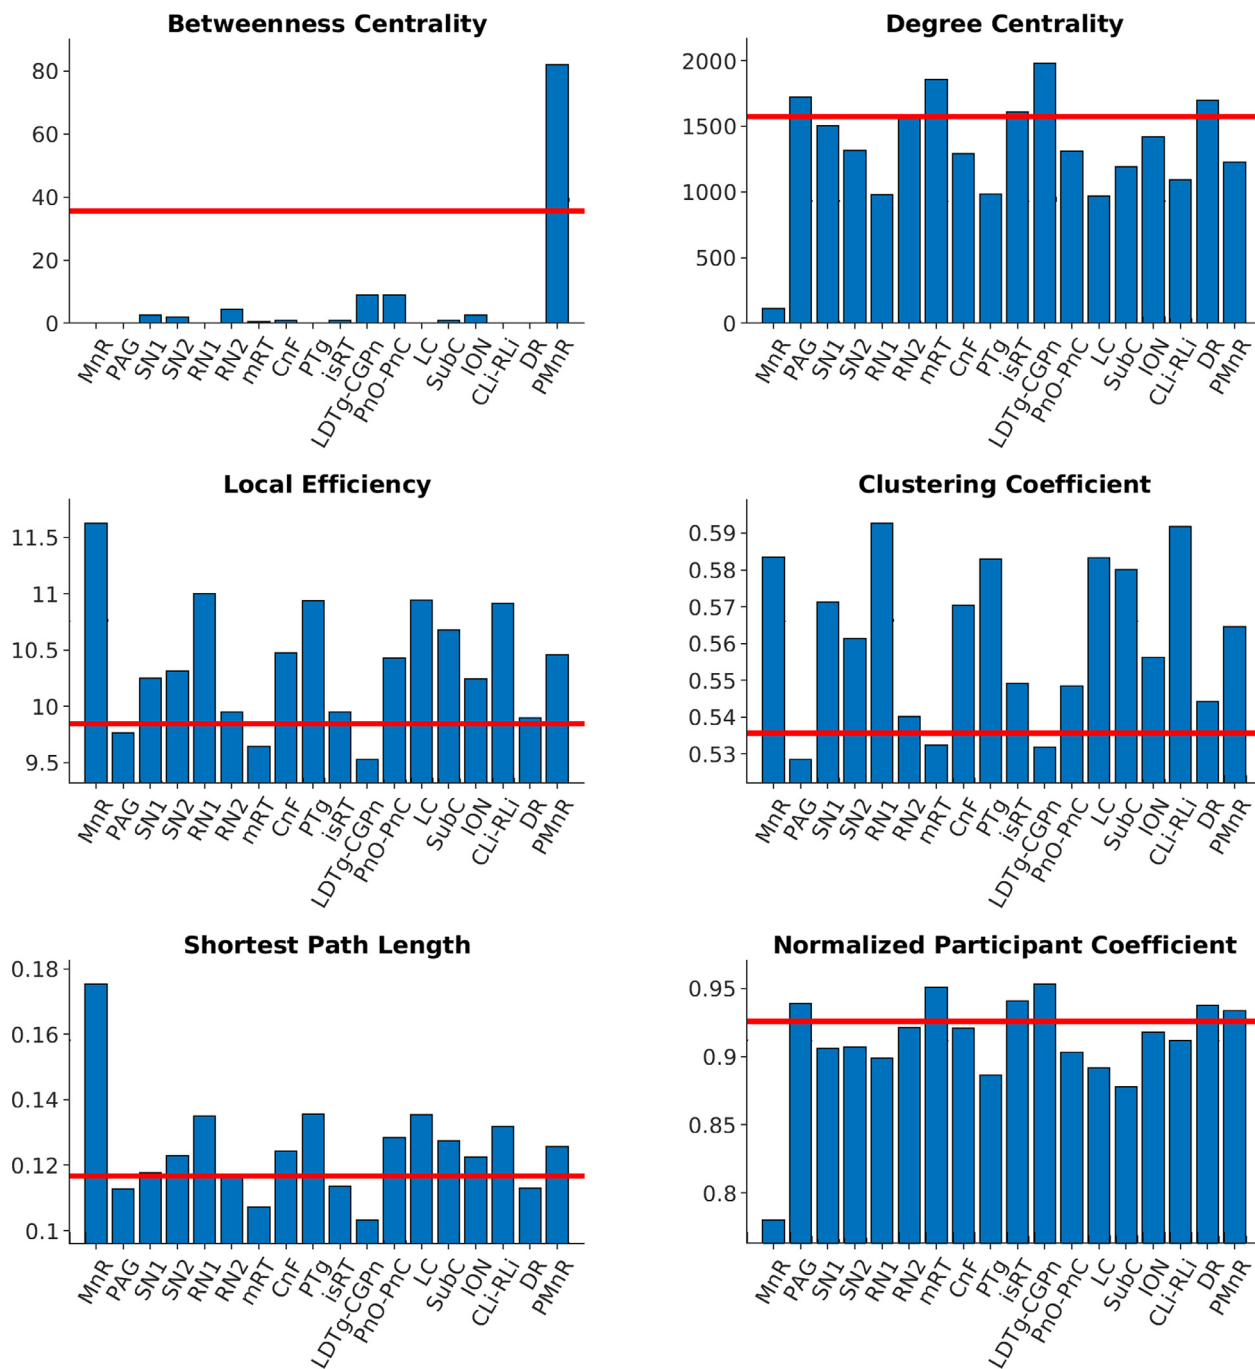 Betweenness Centrality
80
60
40
20
0
MnR PAG SN1 SN2 RN1 RN2 mRT CnF PTg isRT LDTg-CGPn PnO-PnC LC SubC ION CLi-RLi DR PMnR
Degree Centrality
2000
1500
1000
500
0
MnR PAG SN1 SN2 RN1 RN2 mRT CnF PTg isRT LDTg-CGPn PnO-PnC LC SubC ION CLi-RLi DR PMnR
Local Efficiency
11.5
11
10.5
10
9.5
MnR PAG SN1 SN2 RN1 RN2 mRT CnF PTg isRT LDTg-CGPn PnO-PnC LC SubC ION CLi-RLi DR PMnR
Clustering Coefficient
0.59
0.58
0.57
0.56
0.55
0.54
0.53
MnR PAG SN1 SN2 RN1 RN2 mRT CnF PTg isRT LDTg-CGPn PnO-PnC LC SubC ION CLi-RLi DR PMnR
Shortest Path Length
0.18
0.16
0.14
0.12
0.1
MnR PAG SN1 SN2 RN1 RN2 mRT CnF PTg isRT LDTg-CGPn PnO-PnC LC SubC ION CLi-RLi DR PMnR
Normalized Participant Coefficient
0.95
0.9
0.85
0.8
MnR PAG SN1 SN2 RN1 RN2 mRT CnF PTg isRT LDTg-CGPn PnO-PnC LC SubC ION CLi-RLi DR PMnR